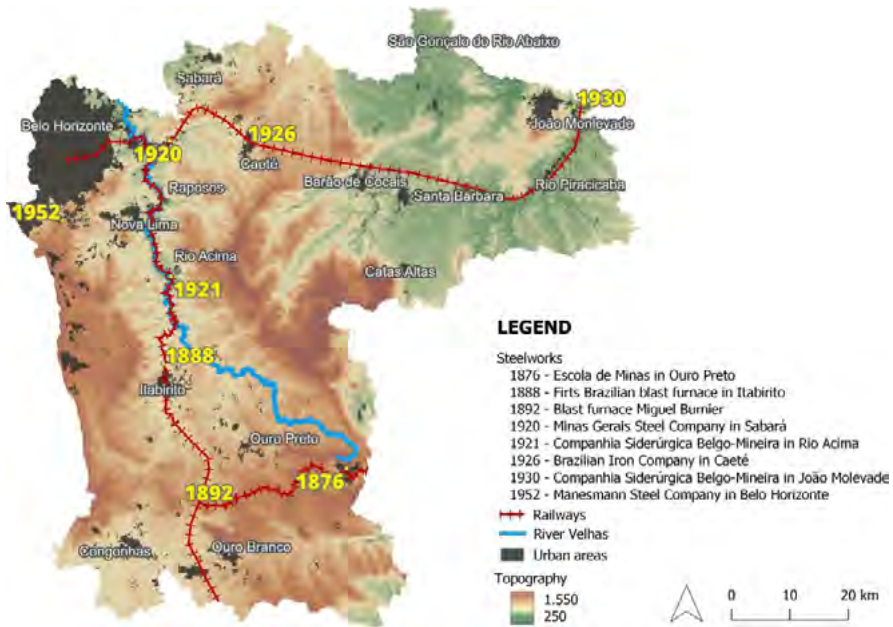 São Gonçalo do Rio Abaixo
Sabará
1930
Belo Horizonte
João Monlevade
1926
1920
Caeté
Barão de Cocais
Rio Piracicaba
Raposos
Santa Bárbara
1952
Nova Lima
Rio Acima
Catas Altas
1921
1888
Itabirito
Ouro Preto
1876
1892
Congonhas
Ouro Branco
LEGEND
Steelworks
1876 - Escola de Minas in Ouro Preto
1888 - Firts Brazilian blast furnace in Itabirito
1892 - Blast furnace Miguel Burnier
1920 - Minas Gerais Steel Company in Sabará
1921 - Companhia Siderúrgica Belgo-Mineira in Rio Acima
1926 - Brazilian Iron Company in Caeté
1930 - Companhia Siderúrgica Belgo-Mineira in João Molevade
1952 - Manesmann Steel Company in Belo Horizonte
Railways
River Velhas
Urban areas
Topography
1.550
250
0 10 20 km